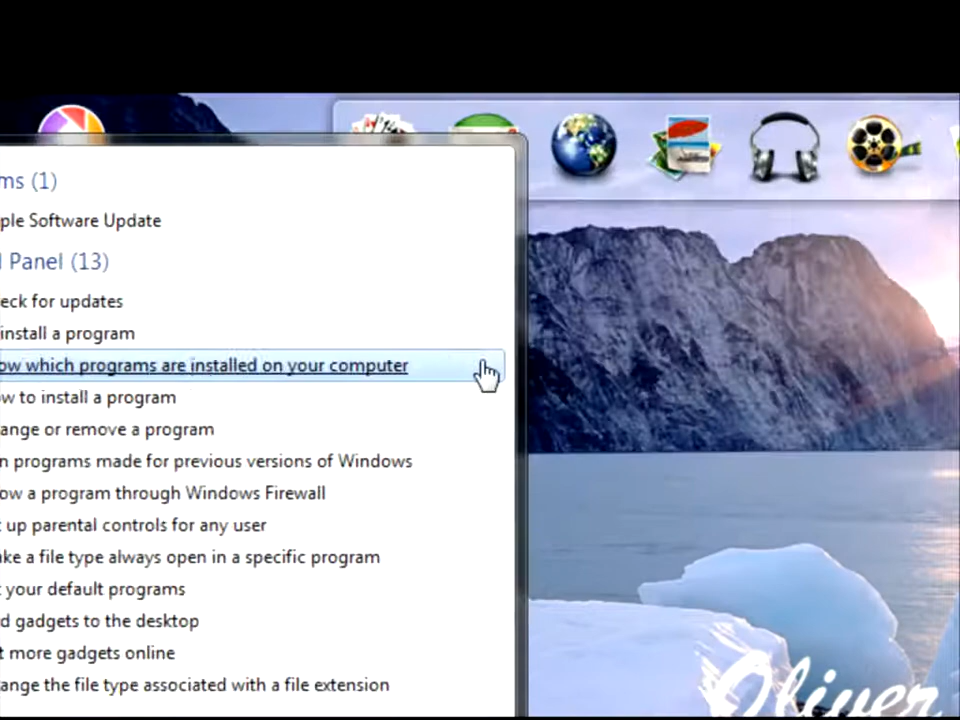 ms (1)
ple Software Update
l Panel (13)
eck for updates
install a program
ow which programs are installed on your computer
w to install a program
ange or remove a program
n programs made for previous versions of Windows
ow a program through Windows Firewall
t up parental controls for any user
ake a file type always open in a specific program
t your default programs
d gadgets to the desktop
t more gadgets online
ange the file type associated with a file extension
Oliver